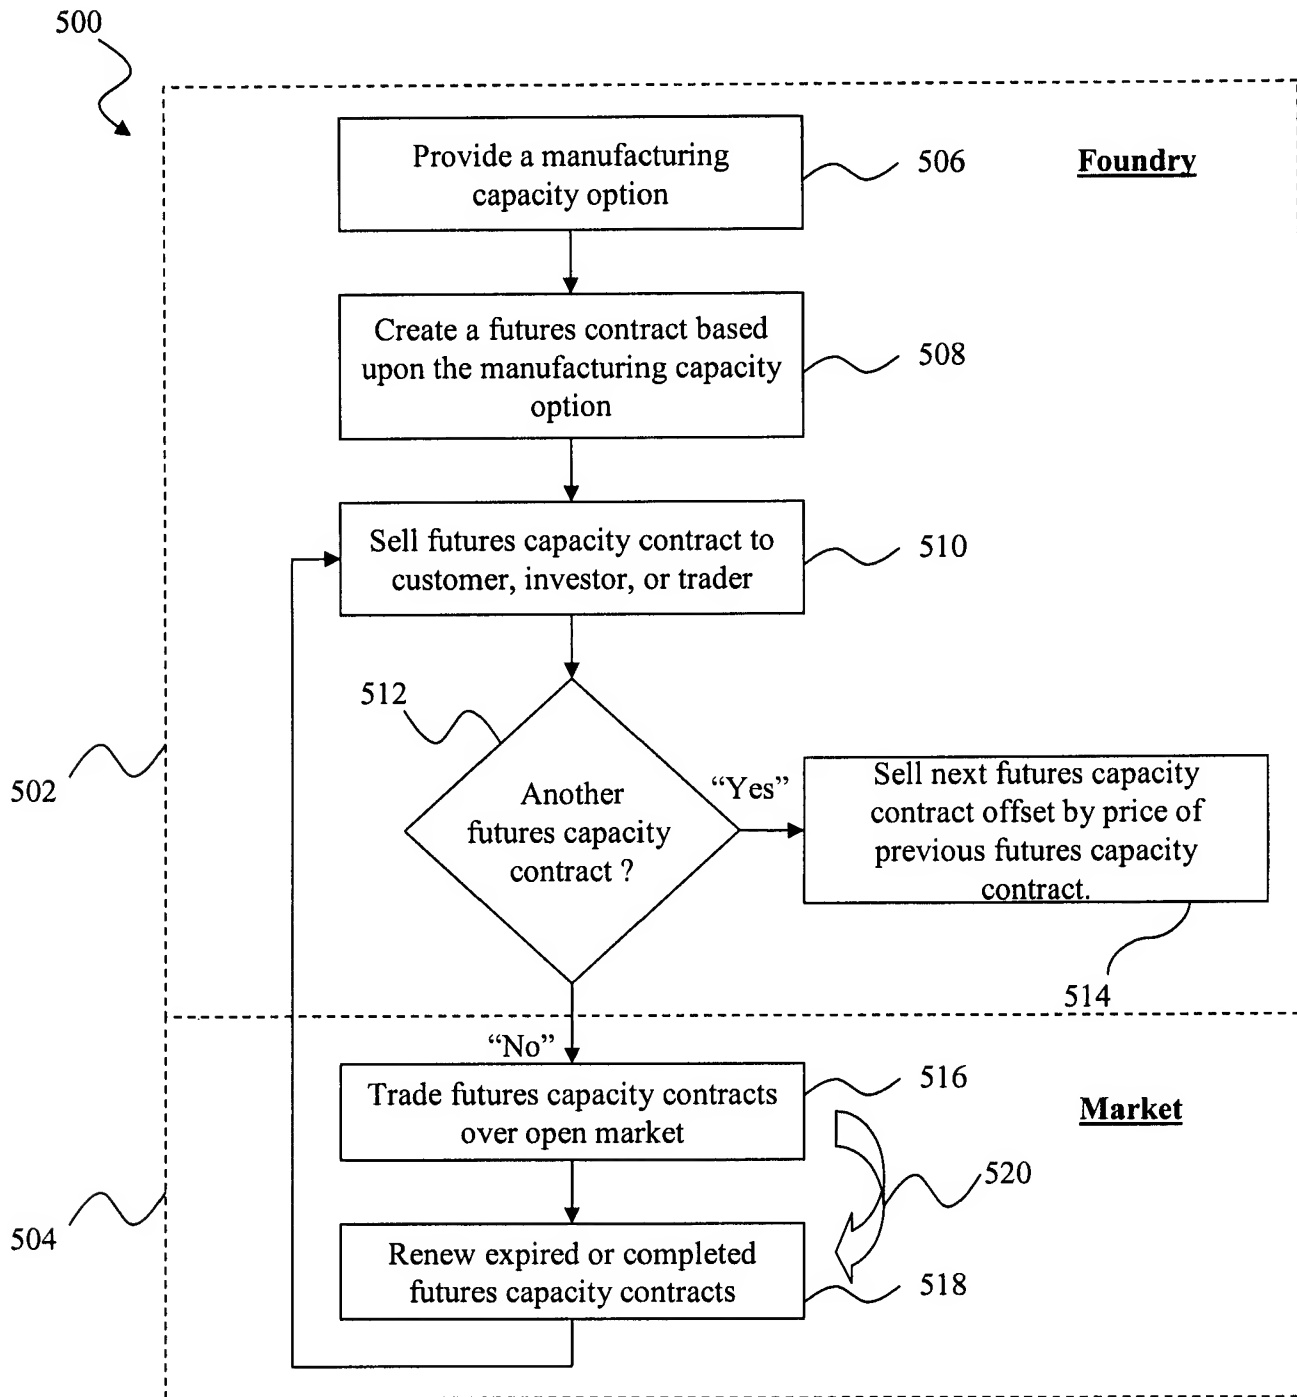 500
Provide a manufacturing
capacity option
506
Foundry
Create a futures contract based
upon the manufacturing capacity
option
508
Sell futures capacity contract to
customer, investor, or trader
510
512
Another
futures capacity
contract ?
“Yes”
Sell next futures capacity
contract offset by price of
previous futures capacity
contract.
502
514
“No”
Trade futures capacity contracts
over open market
516
Market
520
504
Renew expired or completed
futures capacity contracts
518